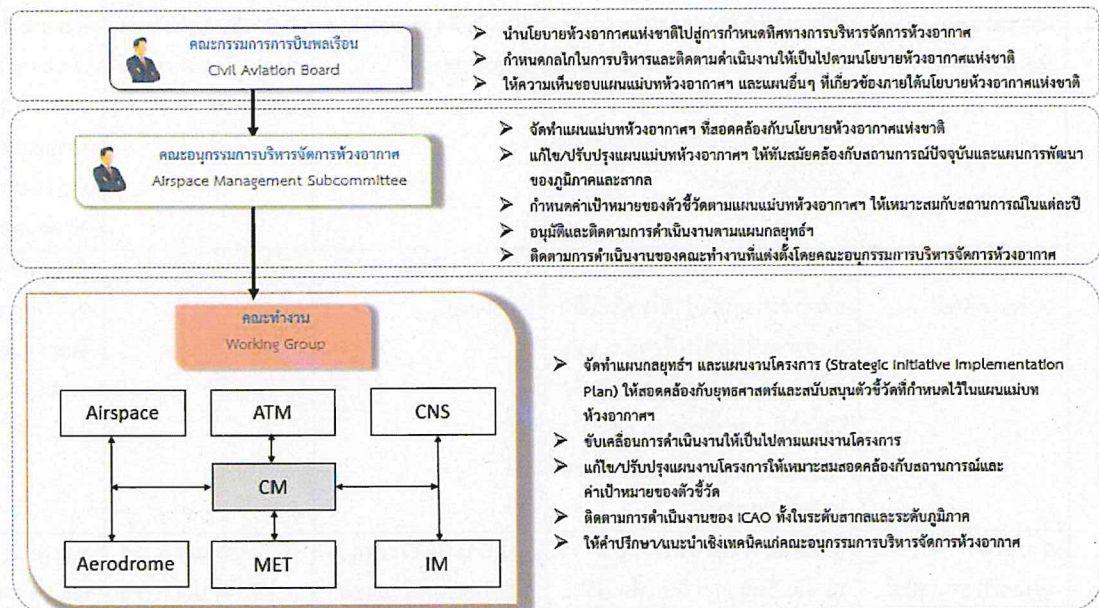 คณะกรรมการการบินพลเรือน
Civil Aviation Board
➢ นำนโยบายห้วงอากาศแห่งชาติไปสู่การกำหนดทิศทางการบริหารจัดการห้วงอากาศ
➢ กำหนดกลไกในการบริหารและติดตามดำเนินงานให้เป็นไปตามนโยบายห้วงอากาศแห่งชาติ
➢ ให้ความเห็นชอบแผนแม่บทห้วงอากาศฯ และแผนอื่นๆ ที่เกี่ยวข้องภายใต้นโยบายห้วงอากาศแห่งชาติ
คณะอนุกรรมการบริหารจัดการห้วงอากาศ
Airspace Management Subcommittee
➢ จัดทำแผนแม่บทห้วงอากาศฯ ที่สอดคล้องกับนโยบายห้วงอากาศแห่งชาติ
➢ แก้ไข/ปรับปรุงแผนแม่บทห้วงอากาศฯ ให้ทันสมัยคล้องกับสถานการณ์ปัจจุบันและแผนการพัฒนา
ของภูมิภาคและสากล
➢ กำหนดค่าเป้าหมายของตัวชี้วัดตามแผนแม่บทห้วงอากาศฯ ให้เหมาะสมกับสถานการณ์ในแต่ละปี
➢ อนุมัติและติดตามการดำเนินงานตามแผนกลยุทธ์ฯ
➢ ติดตามการดำเนินงานของคณะทำงานที่แต่งตั้งโดยคณะอนุกรรมการบริหารจัดการห้วงอากาศ
คณะทำงาน
Working Group
Airspace
ATM
CNS
CM
Aerodrome
MET
IM
➢ จัดทำแผนกลยุทธ์ฯ และแผนงานโครงการ (Strategic Initiative Implementation
Plan) ให้สอดคล้องกับยุทธศาสตร์และสนับสนุนตัวชี้วัดที่กำหนดไว้ในแผนแม่บท
ห้วงอากาศฯ
➢ ขับเคลื่อนการดำเนินงานให้เป็นไปตามแผนงานโครงการ
➢ แก้ไข/ปรับปรุงแผนงานโครงการให้เหมาะสมสอดคล้องกับสถานการณ์และ
ค่าเป้าหมายของตัวชี้วัด
➢ ติดตามการดำเนินงานของ ICAO ทั้งในระดับสากลและระดับภูมิภาค
➢ ให้คำปรึกษา/แนะนำเชิงเทคนิคแก่คณะอนุกรรมการบริหารจัดการห้วงอากาศ